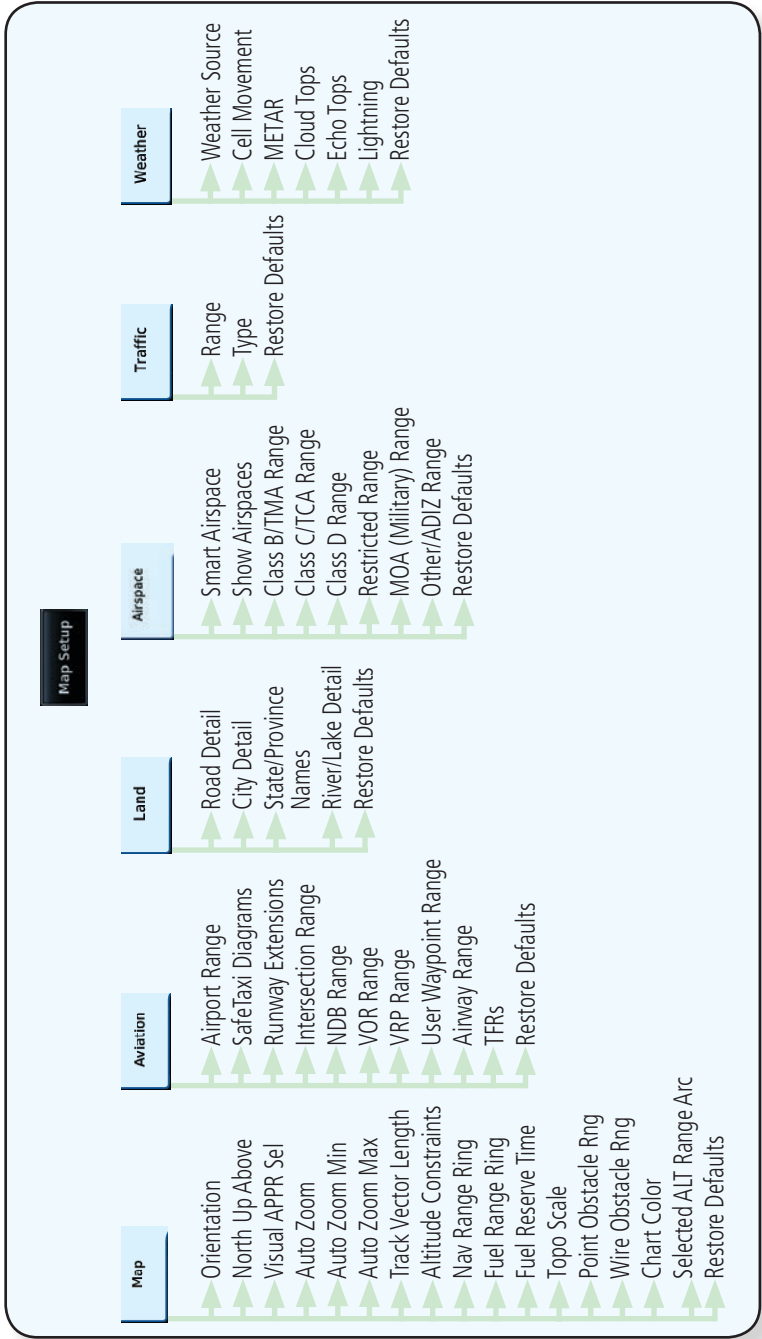 Map Setup
Map
Orientation
North Up Above
Visual APPR Sel
Auto Zoom
Auto Zoom Min
Auto Zoom Max
Track Vector Length
Altitude Constraints
Nav Range Ring
Fuel Range Ring
Fuel Reserve Time
Topo Scale
Point Obstacle Rng
Wire Obstacle Rng
Chart Color
Selected ALT Range Arc
Restore Defaults
Aviation
Airport Range
SafeTaxi Diagrams
Runway Extensions
Intersection Range
NDB Range
VOR Range
VRP Range
User Waypoint Range
Airway Range
TFRs
Restore Defaults
Land
Road Detail
City Detail
State/Province
Names
River/Lake Detail
Restore Defaults
Airspace
Smart Airspace
Show Airspaces
Class B/TMA Range
Class C/TCA Range
Class D Range
Restricted Range
MOA (Military) Range
Other/ADIZ Range
Restore Defaults
Traffic
Range
Type
Restore Defaults
Weather
Weather Source
Cell Movement
METAR
Cloud Tops
Echo Tops
Lightning
Restore Defaults